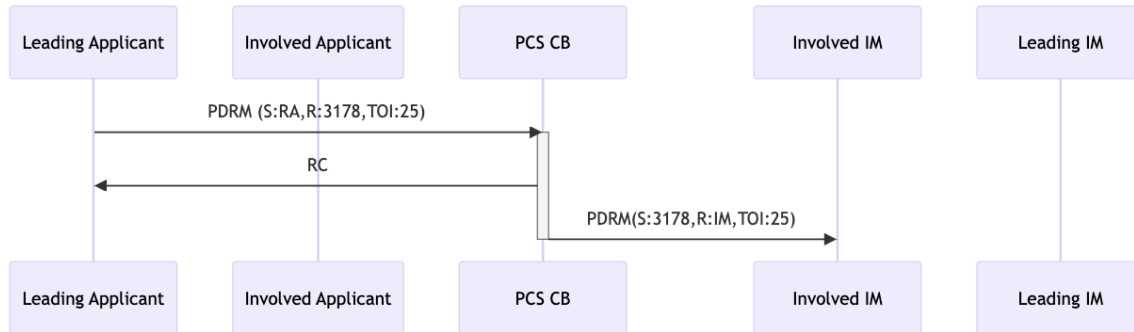 Leading Applicant
Involved Applicant
PCS CB
Involved IM
Leading IM
PDRM (S:RA,R:3178,TOI:25)
RC
PDRM(S:3178,R:IM,TOI:25)
Leading Applicant
Involved Applicant
PCS CB
Involved IM
Leading IM